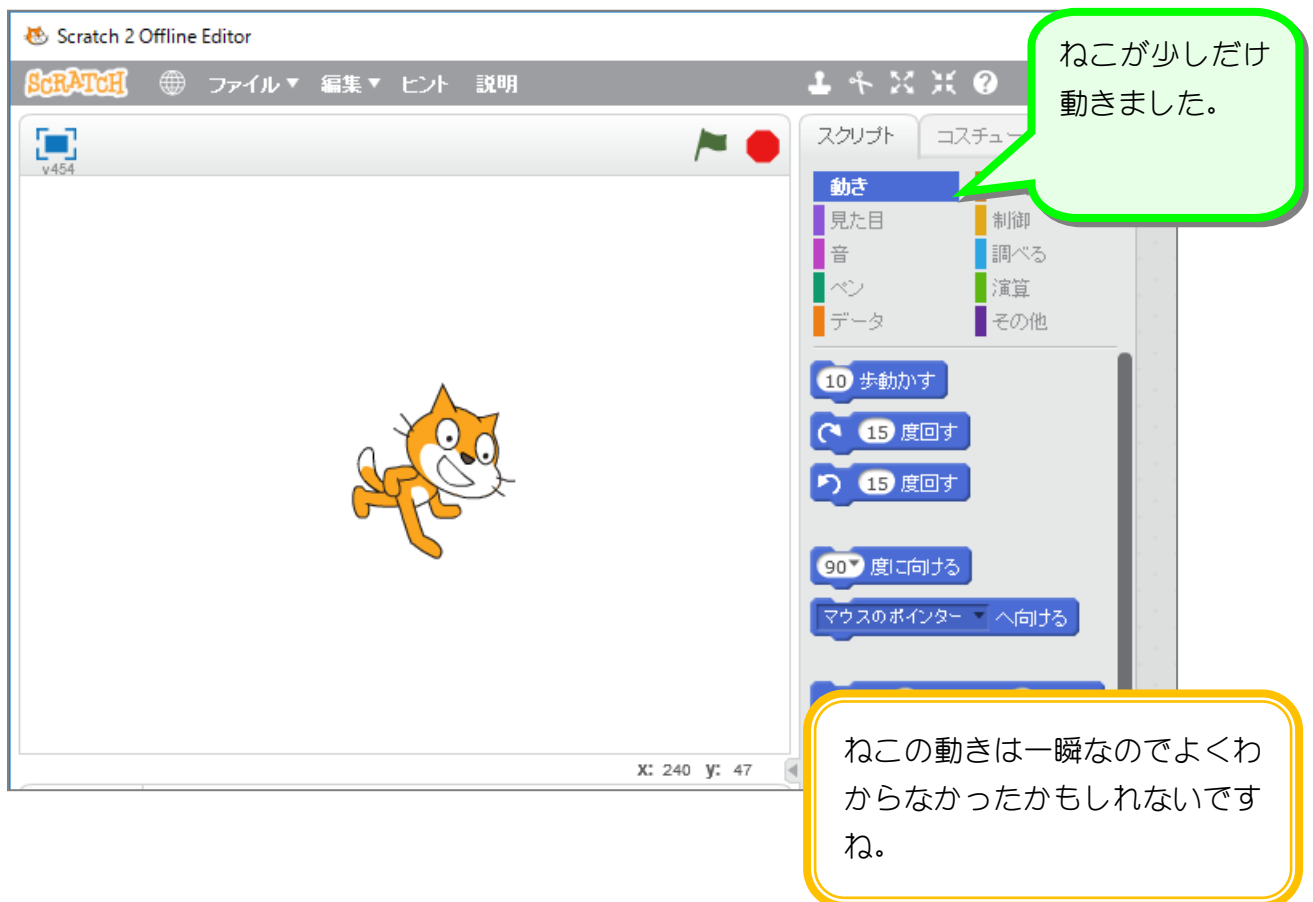 Scratch 2 Offline Editor
SCRATCH ファイル▼ 編集▼ ヒント 説明
ねこが少しだけ
動きました。
v454
スクリプト コスチュー
動き
見た目 制御
音 調べる
ペン 演算
データ その他
10 歩動かす
15 度回す
15 度回す
90▼ 度に向ける
マウスのポインター ▼ へ向ける
x: 240 y: 47
ねこの動きは一瞬なのでよくわ
からなかったかもしれないです
ね。